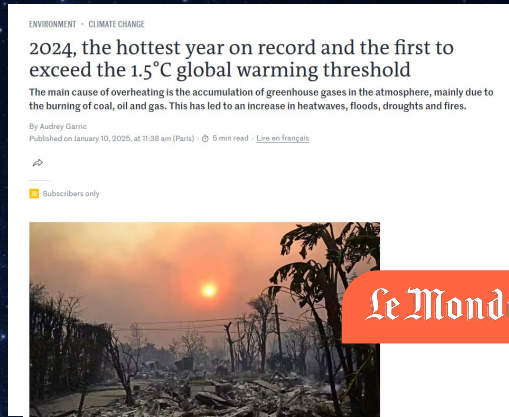 ENVIRONMENT • CLIMATE CHANGE
2024, the hottest year on record and the first to
exceed the 1.5°C global warming threshold
The main cause of overheating is the accumulation of greenhouse gases in the atmosphere, mainly due to
the burning of coal, oil and gas. This has led to an increase in heatwaves, floods, droughts and fires.
By Audrey Garric
Published on January 10, 2025, at 11:38 am (Paris) · 5 min read · Lire en français
Subscribers only
Le Mond